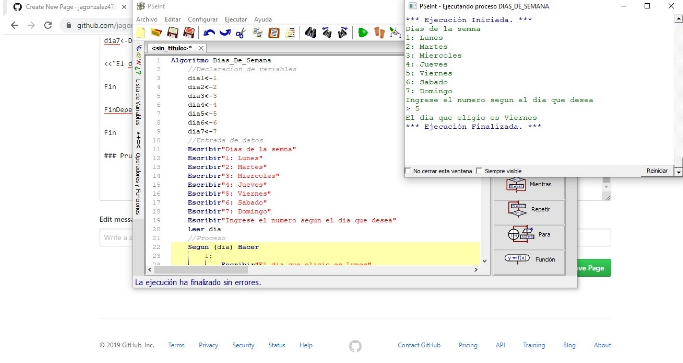 Create New Page · jagonzalez47
github.com/jago
dia7<-D
<<"El d
Fin
FinDepe
Fin
### Pru
Edit messa
Write a
ve Page
© 2019 GitHub, Inc. Terms Privacy Security Status Help Contact GitHub Pricing API Training Blog About
PSeInt
Archivo Editar Configurar Ejecutar Ayuda
<sin_titulo>*
Lista de Variables
Operadores y Funciones
1 Algoritmo Dias_De_Semana
2 //Declaracion de variables
3 dia1<-1
4 dia2<-2
5 dia3<-3
6 dia4<-4
7 dia5<-5
8 dia6<-6
9 dia7<-7
10 //Entrada de datos
11 Escribir"Dias de la semna"
12 Escribir"1: Lunes"
13 Escribir"2: Martes"
14 Escribir"3: Miercoles"
15 Escribir"4: Jueves"
16 Escribir"5: Viernes"
17 Escribir"6: Sabado"
18 Escribir"7: Domingo"
19 Escribir"Ingrese el numero segun el dia que desea"
20 Leer dia
21 //Proceso
22 Segun (dia) Hacer
23 1:
24 Escribir"El dia que eligio es Lunes"
La ejecución ha finalizado sin errores.
Mientras
Repetir
Para
y=f(x) Función
PSeInt - Ejecutando proceso DIAS_DE_SEMANA
*** Ejecución Iniciada. ***
Dias de la semna
1: Lunes
2: Martes
3: Miercoles
4: Jueves
5: Viernes
6: Sabado
7: Domingo
Ingrese el numero segun el dia que desea
> 5
El dia que eligio es Viernes
*** Ejecución Finalizada. ***
No cerrar esta ventana Siempre visible Reiniciar